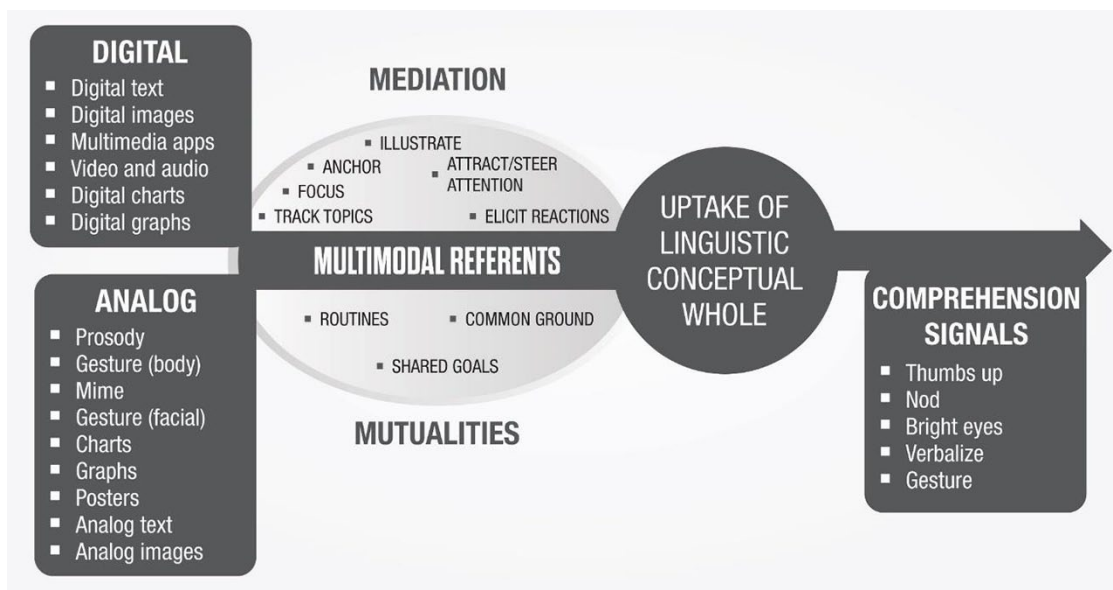 DIGITAL
▪ Digital text
▪ Digital images
▪ Multimedia apps
▪ Video and audio
▪ Digital charts
▪ Digital graphs
ANALOG
▪ Prosody
▪ Gesture (body)
▪ Mime
▪ Gesture (facial)
▪ Charts
▪ Graphs
▪ Posters
▪ Analog text
▪ Analog images
MEDIATION
▪ ILLUSTRATE
▪ ANCHOR
▪ ATTRACT/STEER
ATTENTION
▪ FOCUS
▪ TRACK TOPICS
▪ ELICIT REACTIONS
MULTIMODAL REFERENTS
▪ ROUTINES
▪ COMMON GROUND
▪ SHARED GOALS
MUTUALITIES
UPTAKE OF
LINGUISTIC
CONCEPTUAL
WHOLE
COMPREHENSION
SIGNALS
▪ Thumbs up
▪ Nod
▪ Bright eyes
▪ Verbalize
▪ Gesture